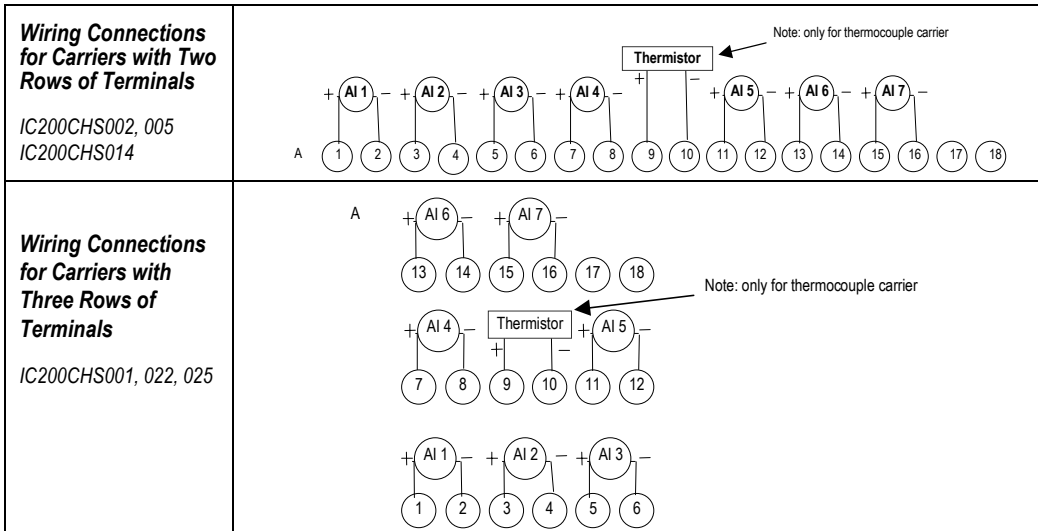 Wiring Connections
for Carriers with Two
Rows of Terminals
IC200CHS002, 005
IC200CHS014
Note: only for thermocouple carrier
Thermistor
+ −
+ AI 1 − + AI 2 − + AI 3 − + AI 4 − + AI 5 − + AI 6 − + AI 7 −
A 1 2 3 4 5 6 7 8 9 10 11 12 13 14 15 16 17 18
Wiring Connections
for Carriers with
Three Rows of
Terminals
IC200CHS001, 022, 025
A + AI 6 − + AI 7 −
13 14 15 16 17 18
Note: only for thermocouple carrier
+ AI 4 − Thermistor + AI 5 −
+ −
7 8 9 10 11 12
+ AI 1 − + AI 2 − + AI 3 −
1 2 3 4 5 6